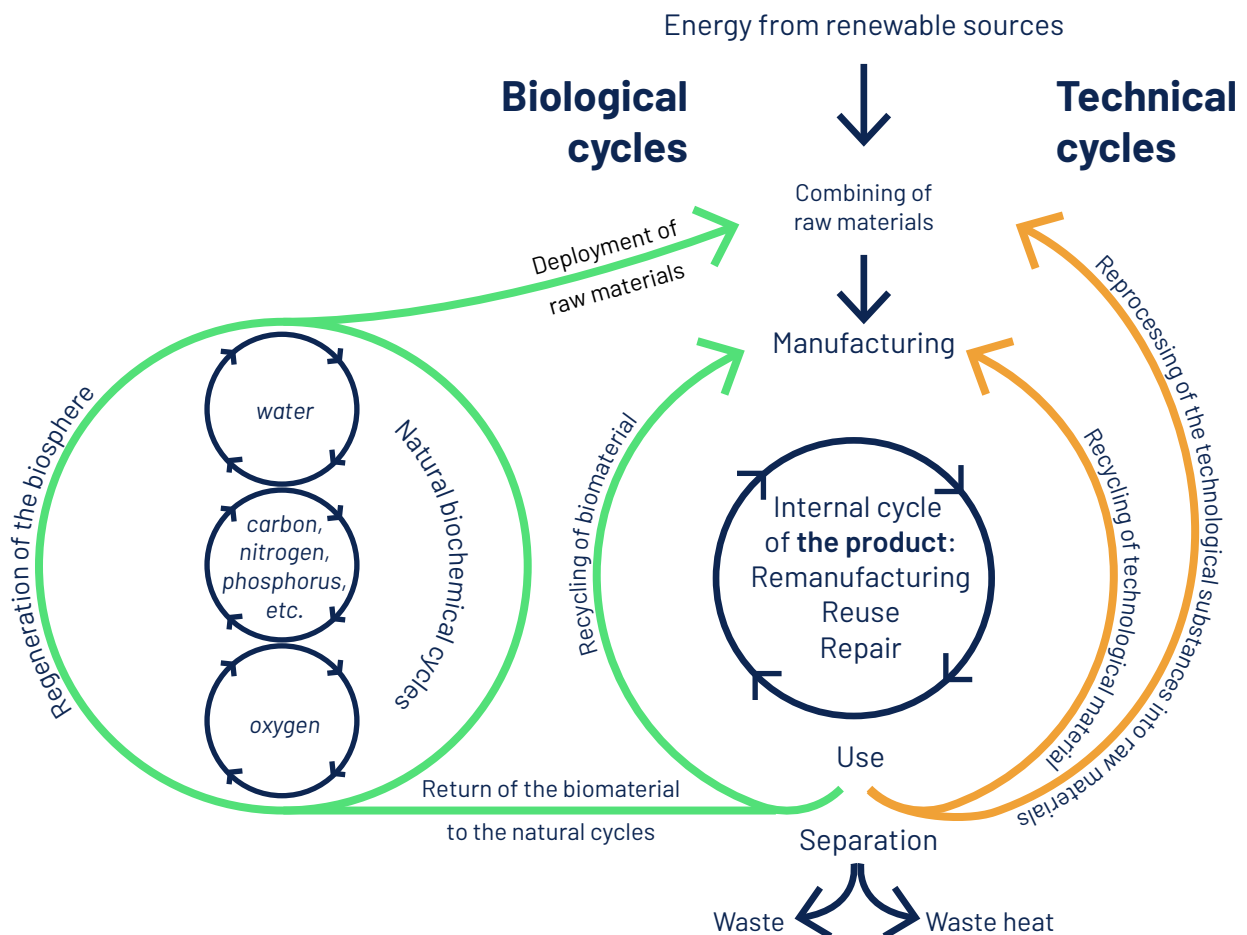 Energy from renewable sources
Biological
cycles
Technical
cycles
Combining of
raw materials
Deployment of
raw materials
Manufacturing
Regeneration of the biosphere
water
carbon,
nitrogen,
phosphorus,
etc.
oxygen
Natural biochemical cycles
Recycling of biomaterial
Internal cycle
of the product:
Remanufacturing
Reuse
Repair
Recycling of technological material
Reprocessing of the technological substances into raw materials
Use
Return of the biomaterial
to the natural cycles
Separation
Waste
Waste heat